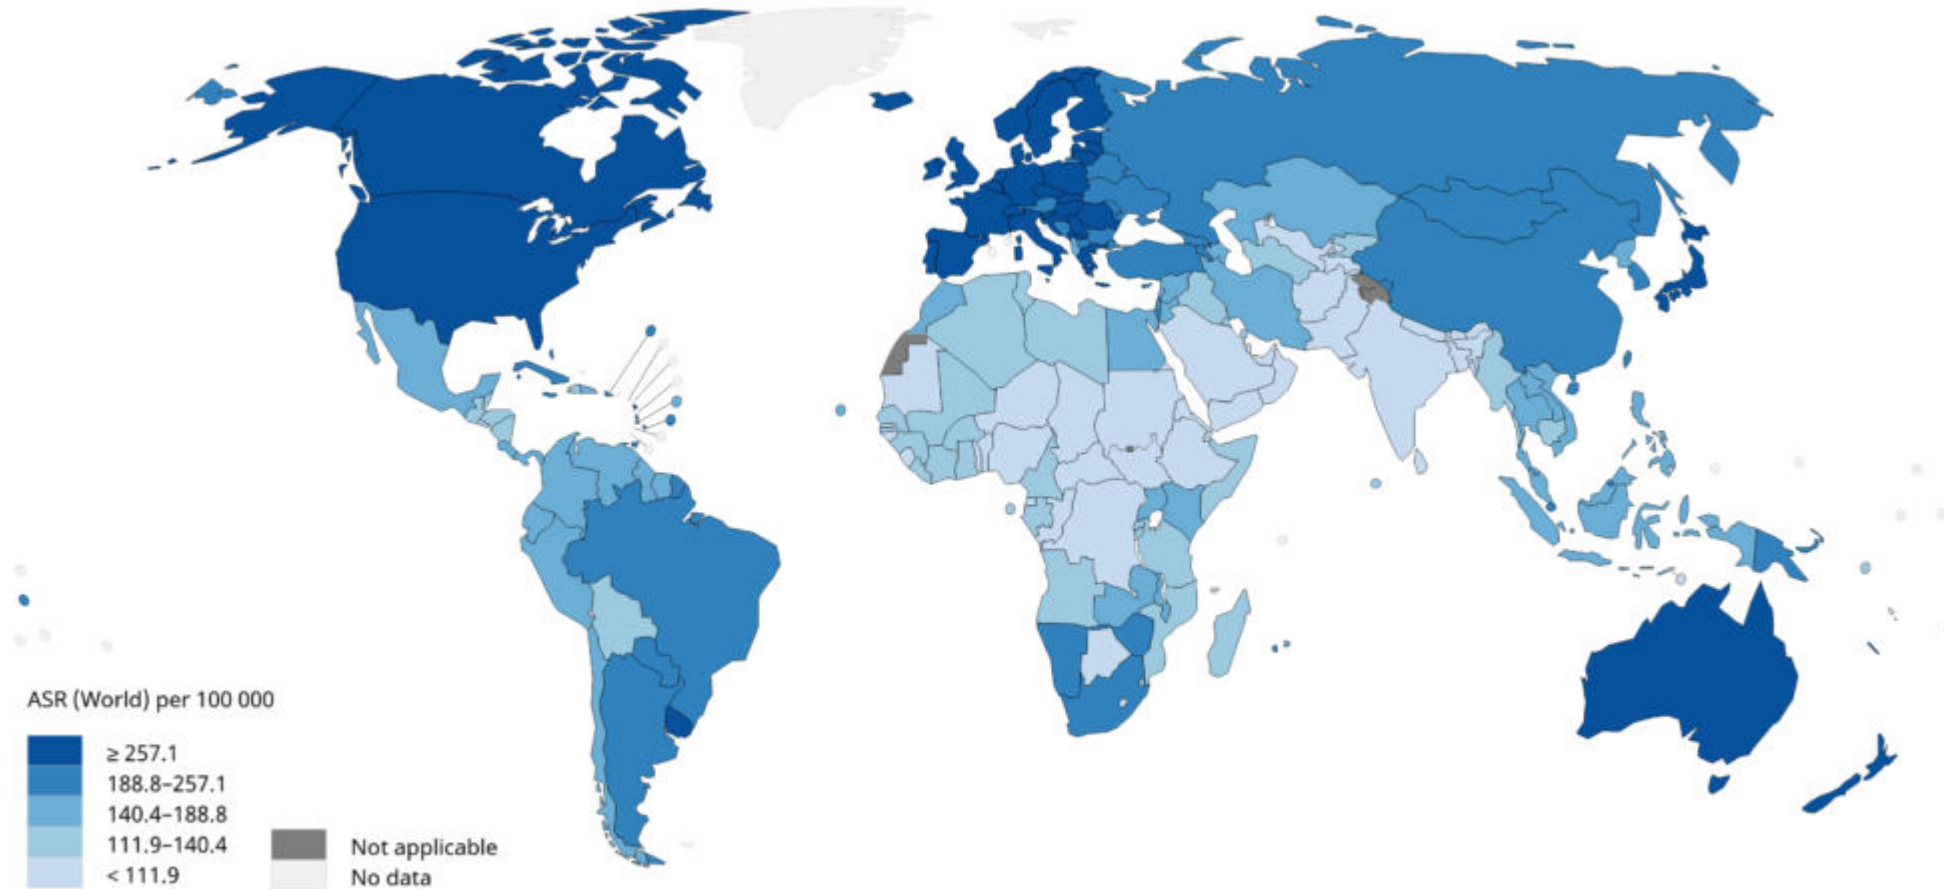 ASR (World) per 100 000
≥ 257.1
188.8–257.1
140.4–188.8
111.9–140.4
< 111.9
Not applicable
No data